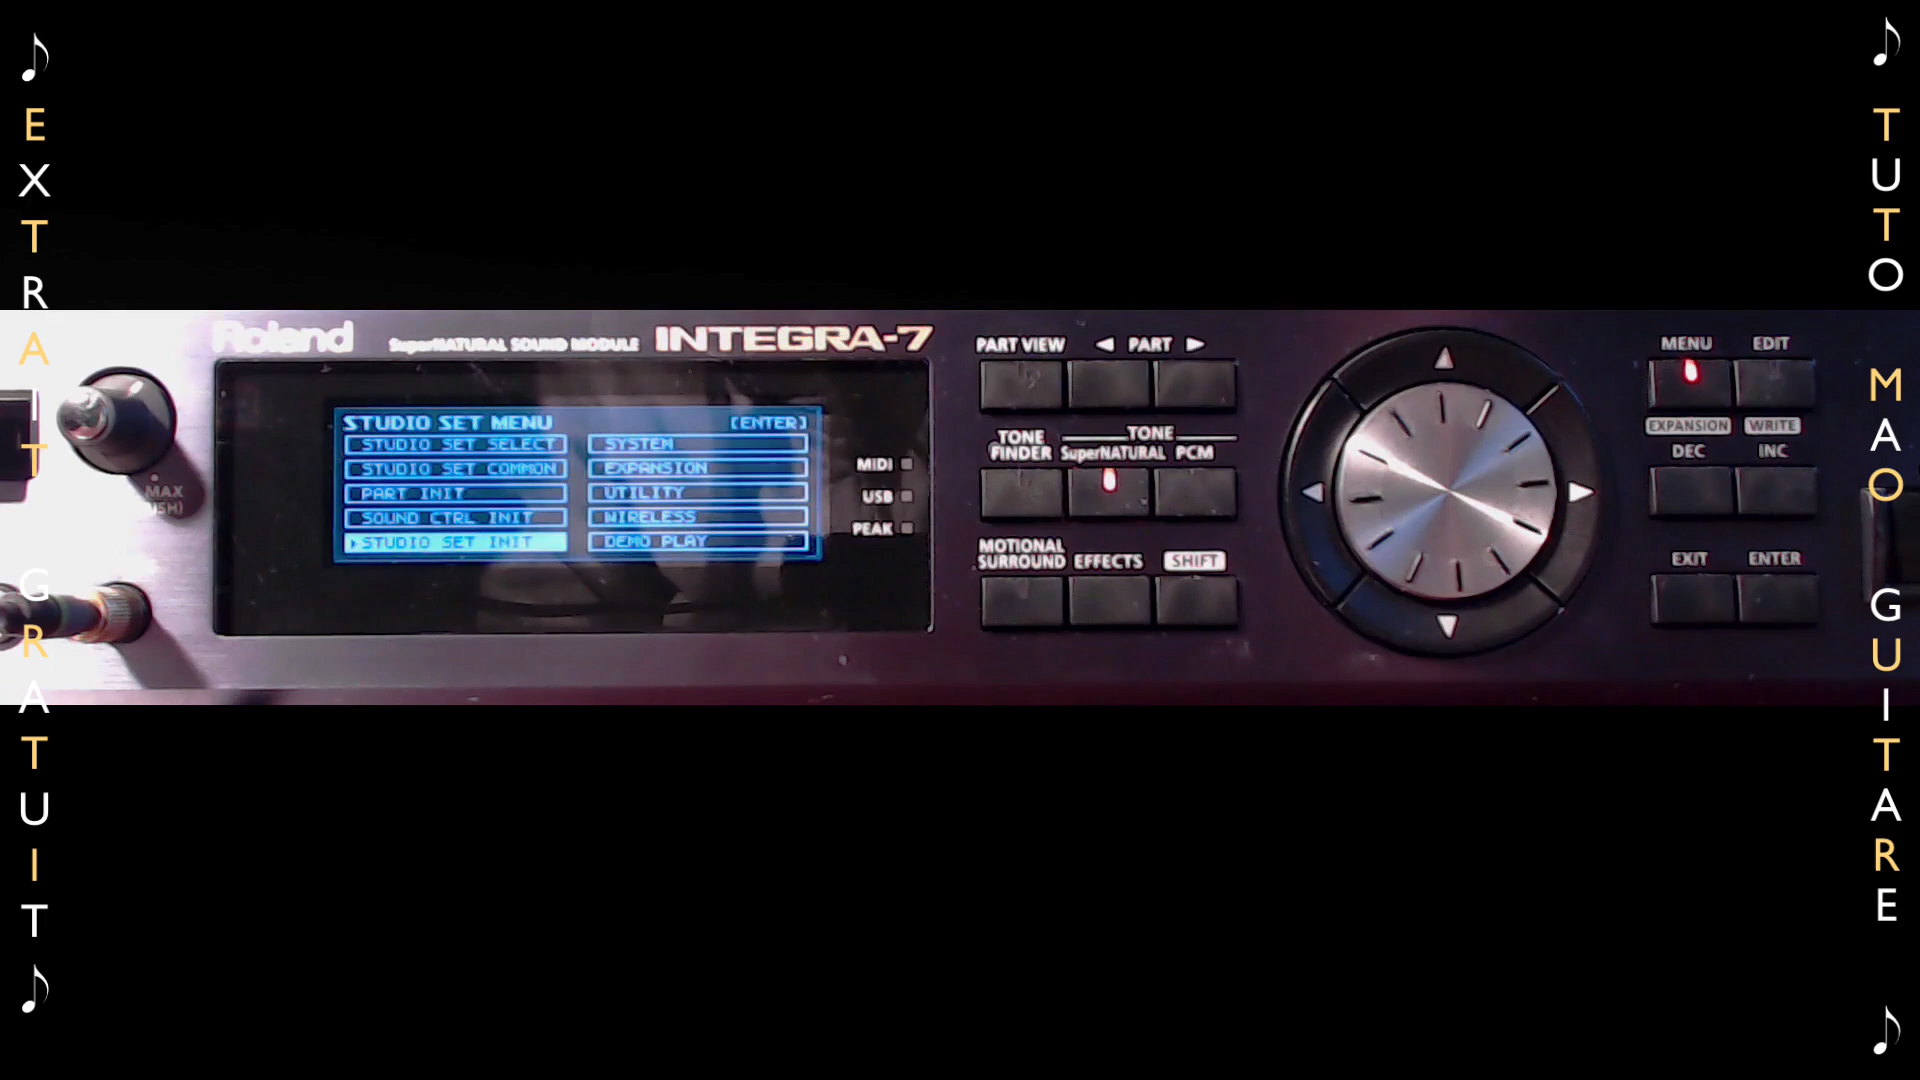 EXTRAIT GRATUIT
Roland
SuperNATURAL SOUND MODULE
INTEGRA-7
STUDIO SET MENU
[ENTER]
STUDIO SET SELECT
STUDIO SET COMMON
PART INIT
SOUND CTRL INIT
STUDIO SET INIT
SYSTEM
EXPANSION
UTILITY
WIRELESS
DEMO PLAY
MIDI
USB
PEAK
MAX
PART VIEW
PART
TONE FINDER
TONE
SuperNATURAL
PCM
MOTIONAL SURROUND
EFFECTS
SHIFT
MENU
EDIT
EXPANSION
WRITE
DEC
INC
EXIT
ENTER
TUTO MAO GUITARE